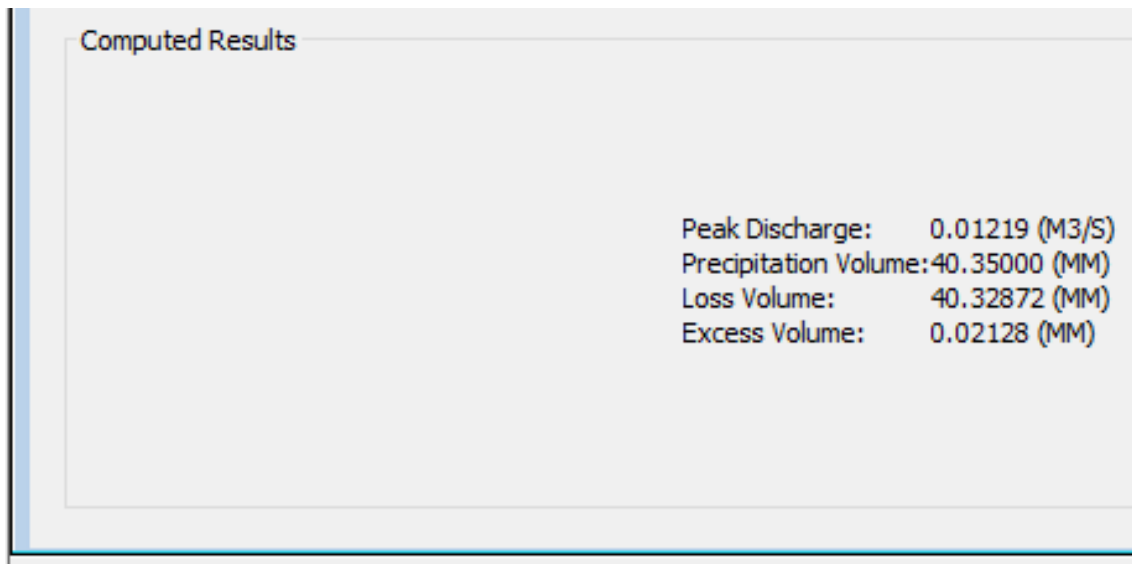 Computed Results
Peak Discharge: 0.01219 (M3/S)
Precipitation Volume:40.35000 (MM)
Loss Volume: 40.32872 (MM)
Excess Volume: 0.02128 (MM)